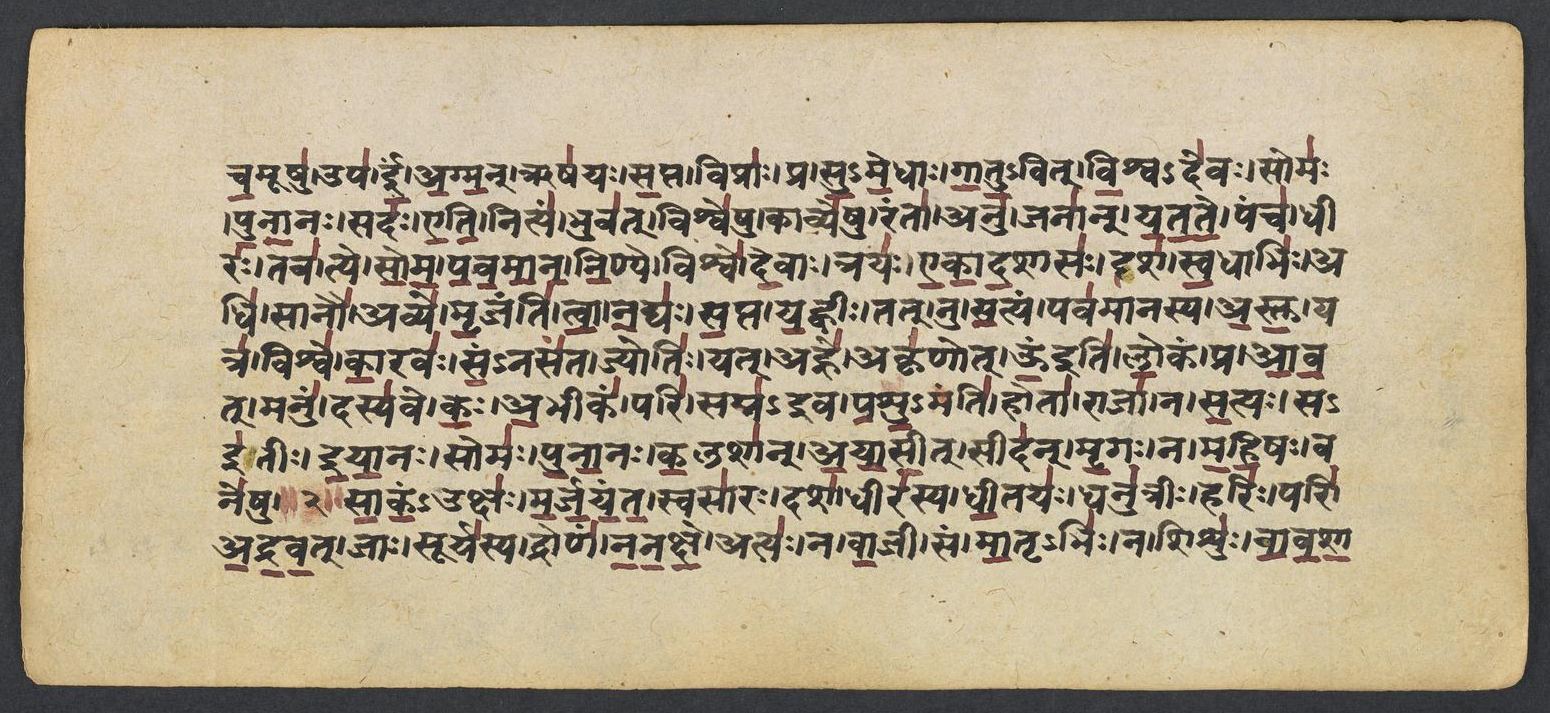 चमूषु।उप।ईं।अग्मन्।ऋषयः।सप्त।विप्राः।प्र।सुऽमेधाः।गातुऽवित्।विश्वऽदेवः।सोमः
।पुनानः।सदः।एति।नित्यं।भुवत्।विश्वेषु।काव्येषु।रंता।अनु।जनान्।यतते।पंच।धी
रः।तव।त्ये।सोम।पवमान।निण्ये।विश्वे।देवाः।त्रयः।एकादशासः।दश।स्वधाभिः।अ
धि।सानौ।अव्ये।मृजंति।त्वा।नद्यः।सप्त।यह्वीः।तत्।नु।सत्यं।पवमानस्य।अस्तु।य
त्र।विश्वे।कारवः।संऽनसंत।ज्योतिः।यत्।अह्ने।अकृणोत्।ऊंइति।लोकं।प्र।आव
त्।मनुं।दस्यवे।कः।अभीकं।परि।सद्मऽइव।पशुऽमंति।होता।राजा।न।सत्यः।सऽ
इतीः।इयानः।सोमः।पुनानः।कलशान्।अयासीत्।सीदन्।मृगः।न।महिषः।व
नेषु॥२॥साकंऽउक्षः।मर्जयंत।स्वसारः।दश।धीरस्य।धीतयः।धनुत्रीः।हरिः।परि
अद्रवत्।जाः।सूर्यस्य।द्रोणं।ननक्षे।अत्यः।न।वाजी।सं।मातृऽभिः।न।शिशुः।वावशा